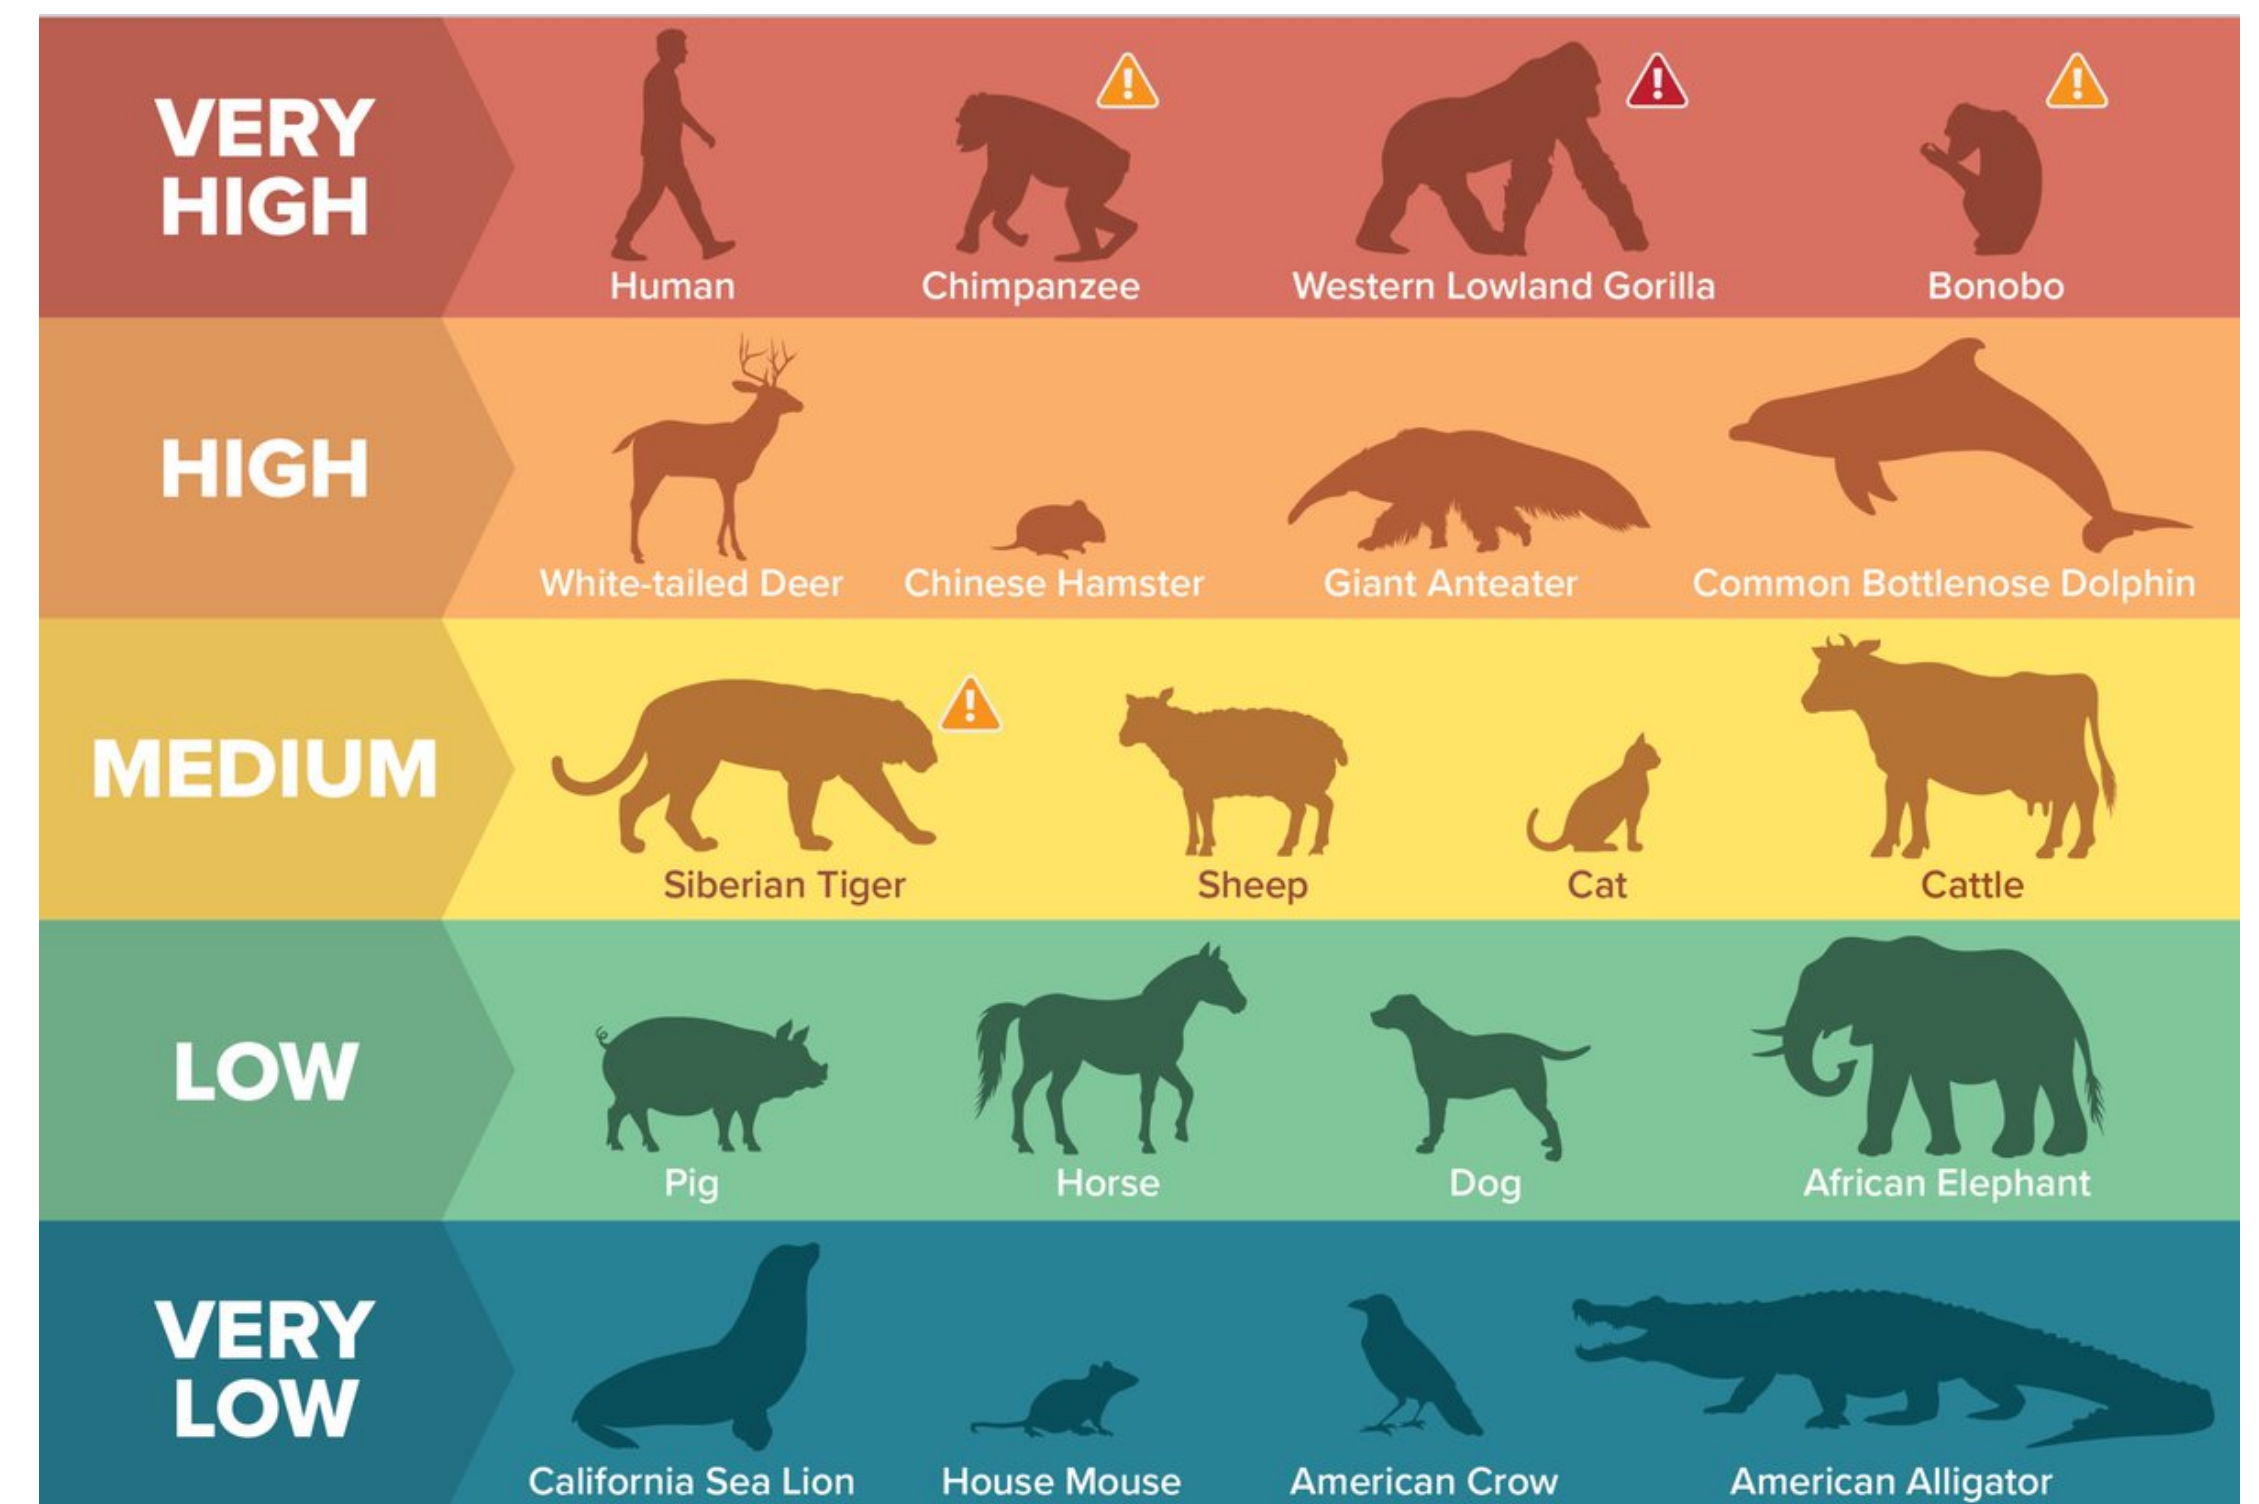 VERY
HIGH
Human
Chimpanzee
Western Lowland Gorilla
Bonobo
HIGH
White-tailed Deer
Chinese Hamster
Giant Anteater
Common Bottlenose Dolphin
MEDIUM
Siberian Tiger
Sheep
Cat
Cattle
LOW
Pig
Horse
Dog
African Elephant
VERY
LOW
California Sea Lion
House Mouse
American Crow
American Alligator